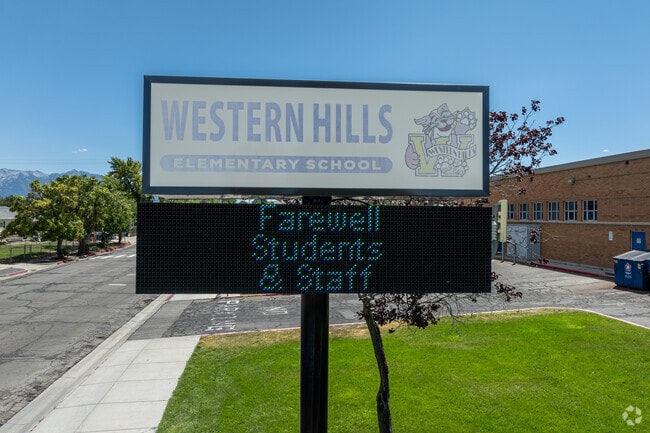 WESTERN HILLS
ELEMENTARY SCHOOL
Farewell
Students
& Staff